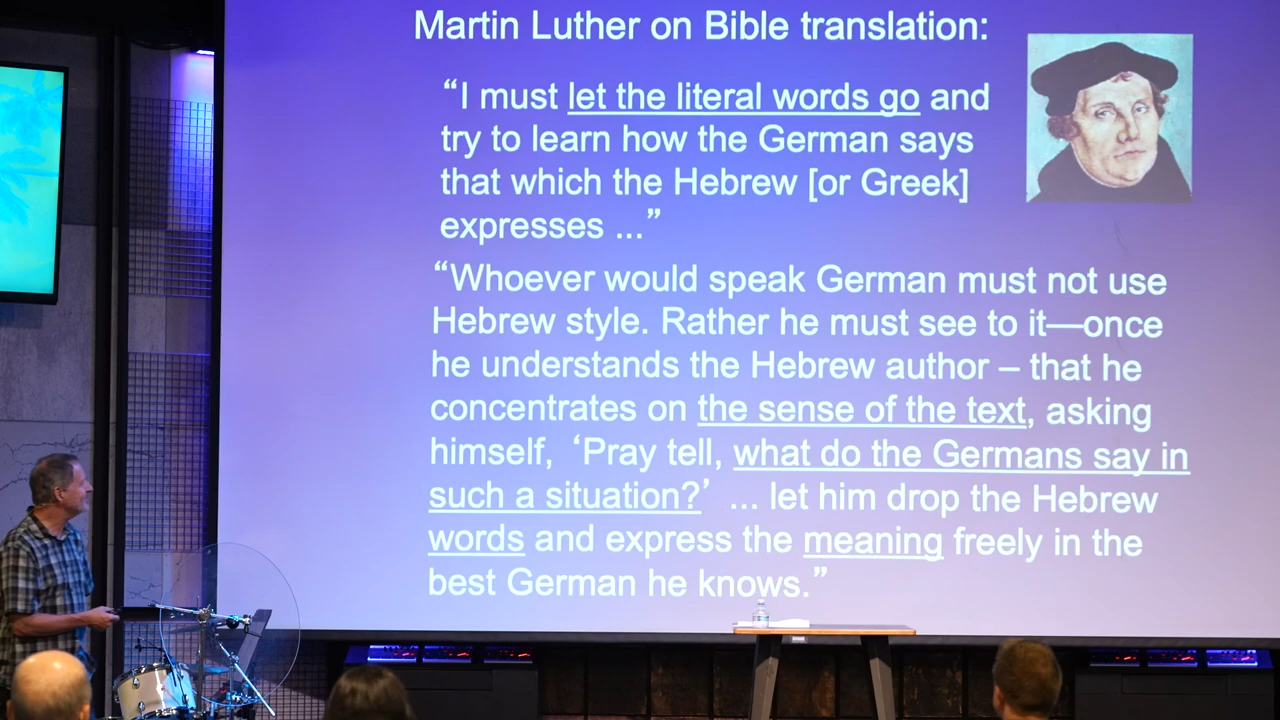 Martin Luther on Bible translation:
“I must let the literal words go and
try to learn how the German says
that which the Hebrew [or Greek]
expresses ...”
“Whoever would speak German must not use
Hebrew style. Rather he must see to it—once
he understands the Hebrew author – that he
concentrates on the sense of the text, asking
himself, ‘Pray tell, what do the Germans say in
such a situation?’ ... let him drop the Hebrew
words and express the meaning freely in the
best German he knows.”